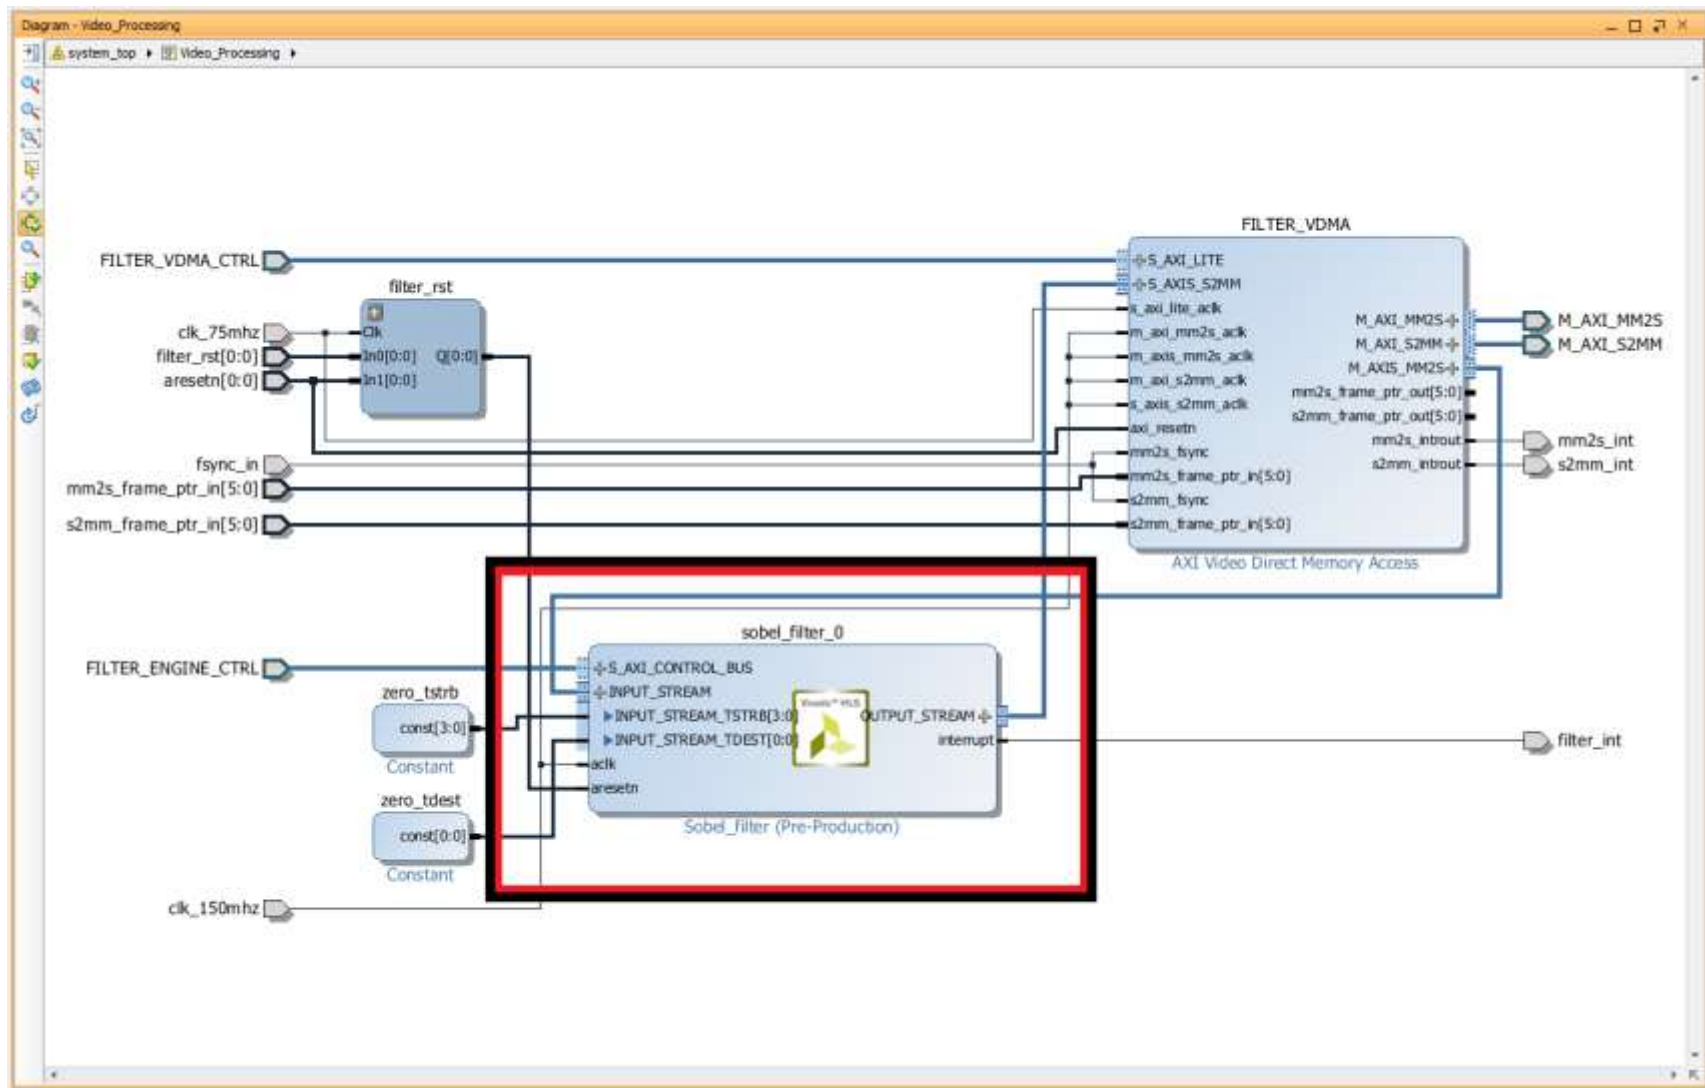 Diagram - Video_Processing
system_top
Video_Processing
FILTER_VDMA
FILTER_VDMA_CTRL
S_AXI_LITE
S_AXIS_S2MM
s_axi_lite_aclk
m_axi_mm2s_aclk
m_axis_mm2s_aclk
m_axi_s2mm_aclk
s_axis_s2mm_aclk
axi_resetn
mm2s_fsync
mm2s_frame_ptr_in[5:0]
s2mm_fsync
s2mm_frame_ptr_in[5:0]
M_AXI_MM2S
M_AXI_S2MM
M_AXIS_MM2S
mm2s_frame_ptr_out[5:0]
s2mm_frame_ptr_out[5:0]
mm2s_introut
s2mm_introut
M_AXI_MM2S
M_AXI_S2MM
mm2s_int
s2mm_int
AXI Video Direct Memory Access
filter_rst
clk_75mhz
filter_rst[0:0]
aresetn[0:0]
Clk
In0[0:0]
In1[0:0]
Q[0:0]
fsync_in
mm2s_frame_ptr_in[5:0]
s2mm_frame_ptr_in[5:0]
sobel_filter_0
FILTER_ENGINE_CTRL
S_AXI_CONTROL_BUS
INPUT_STREAM
INPUT_STREAM_TSTRB[3:0]
INPUT_STREAM_TDEST[0:0]
aclk
aresetn
Vivado™ HLS
OUTPUT_STREAM
interrupt
filter_int
Sobel_filter (Pre-Production)
zero_tstrb
const[3:0]
Constant
zero_tdest
const[0:0]
Constant
clk_150mhz